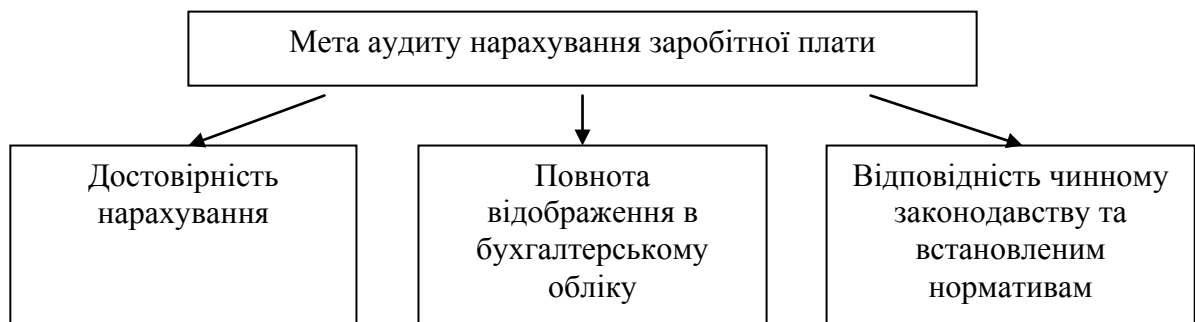 Мета аудиту нарахування заробітної плати
Достовірність
нарахування
Повнота
відображення в
бухгалтерському
обліку
Відповідність чинному
законодавству та
встановленим
нормативам